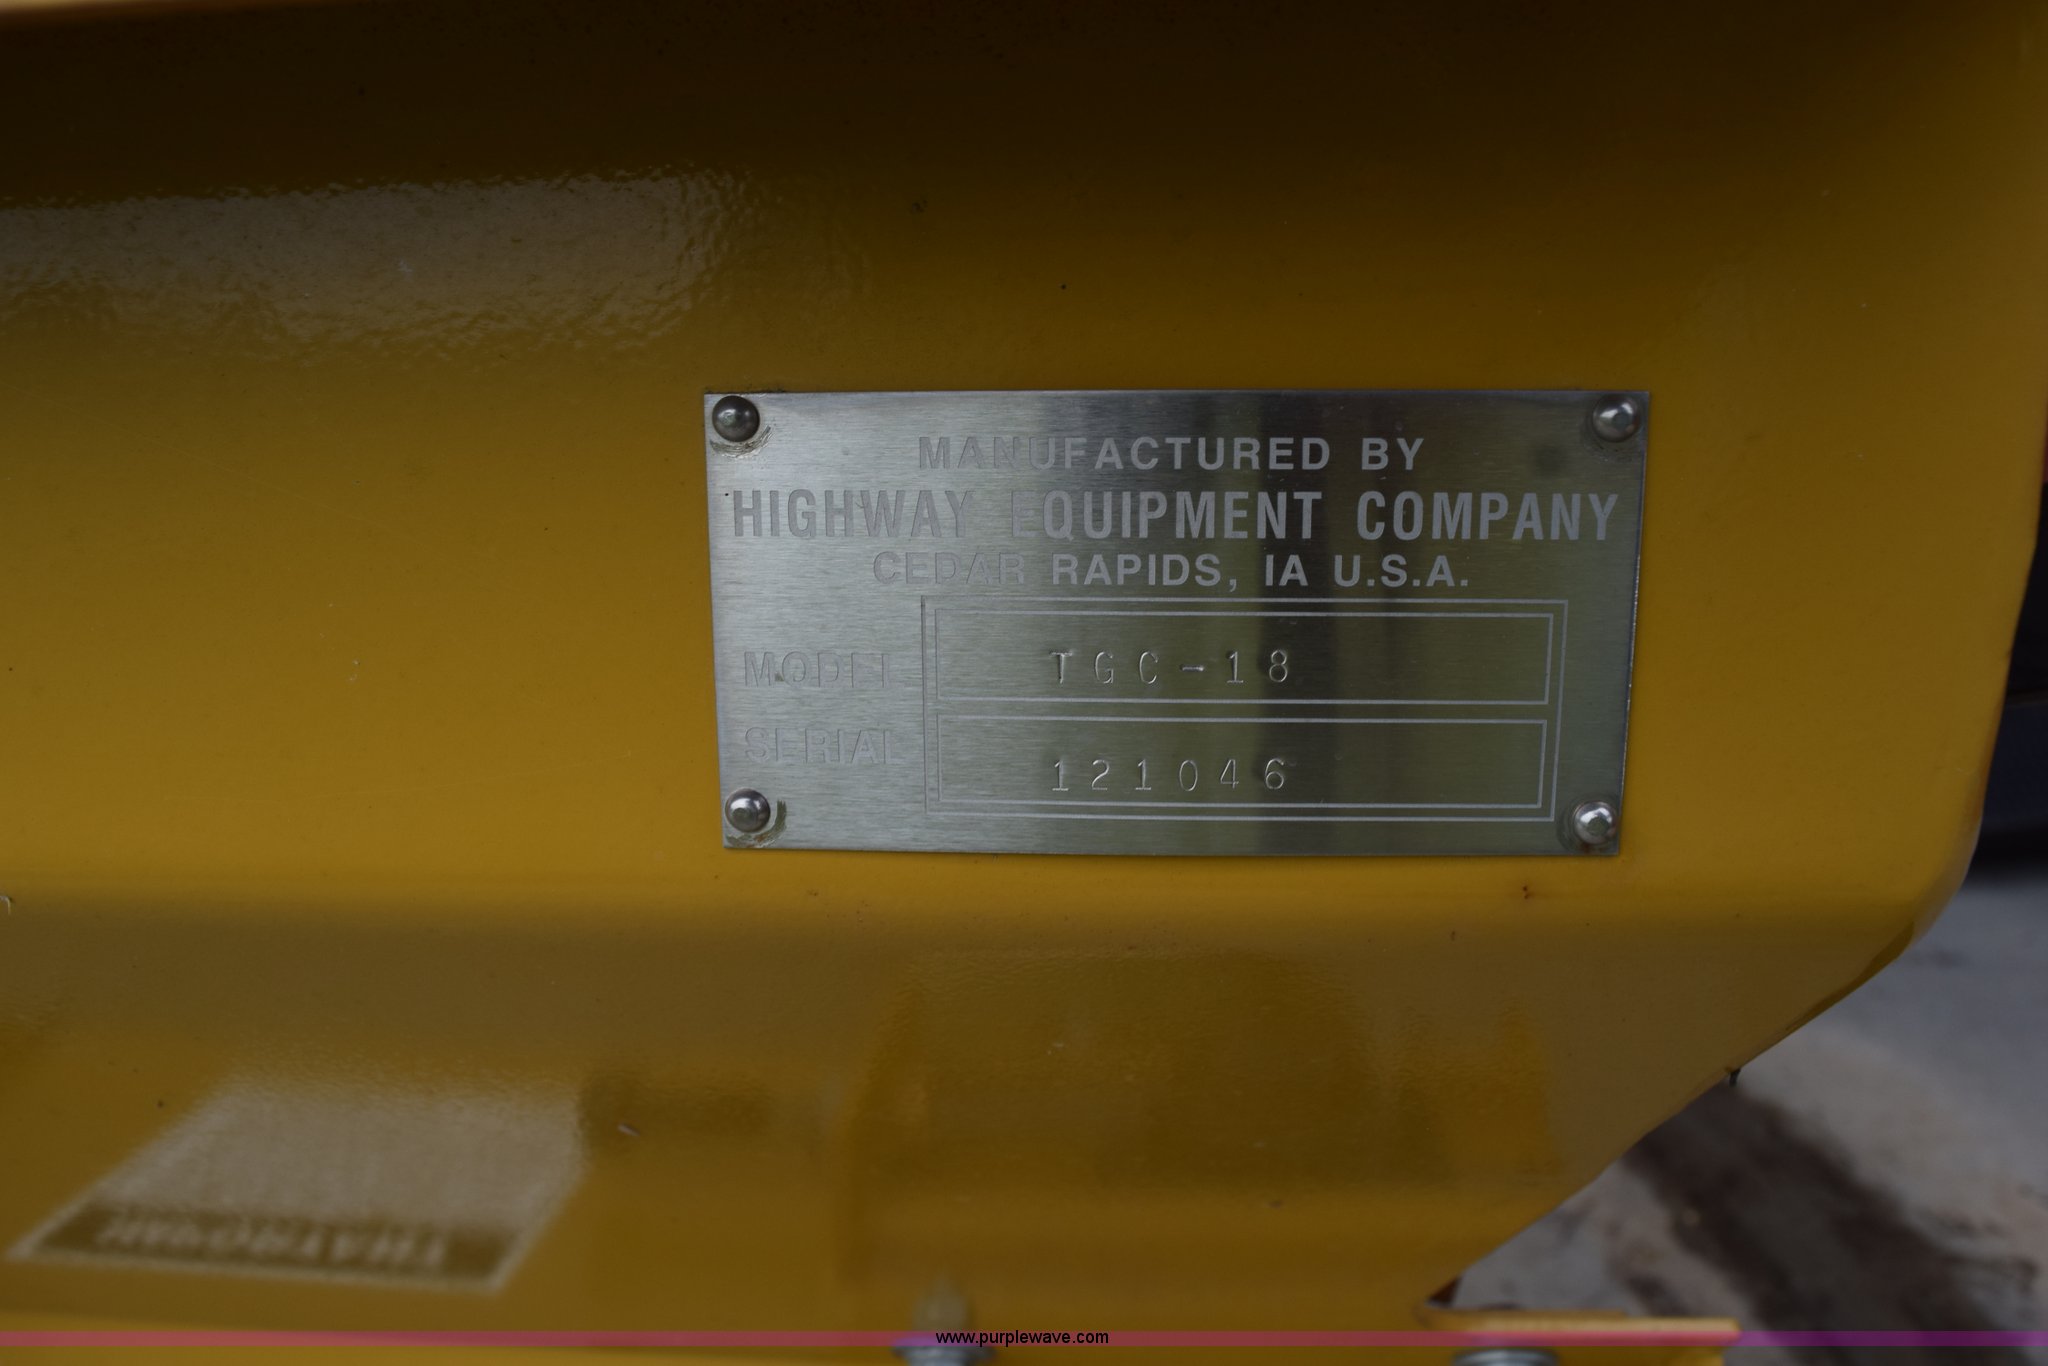 MANUFACTURED BY
HIGHWAY EQUIPMENT COMPANY
CEDAR RAPIDS, IA U.S.A.
MODEL TGC-18
SERIAL 121046
www.purplewave.com